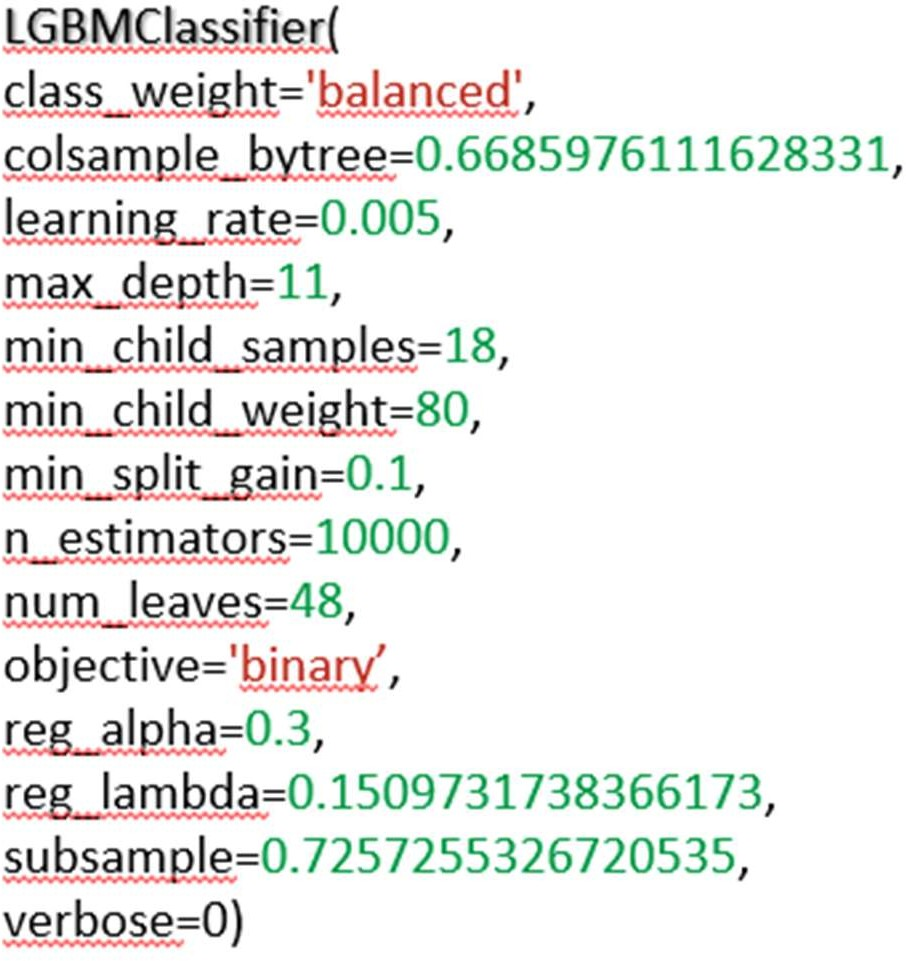 LGBMClassifier(
class_weight='balanced',
colsample_bytree=0.6685976111628331,
learning_rate=0.005,
max_depth=11,
min_child_samples=18,
min_child_weight=80,
min_split_gain=0.1,
n_estimators=10000,
num_leaves=48,
objective='binary’,
reg_alpha=0.3,
reg_lambda=0.1509731738366173,
subsample=0.7257255326720535,
verbose=0)